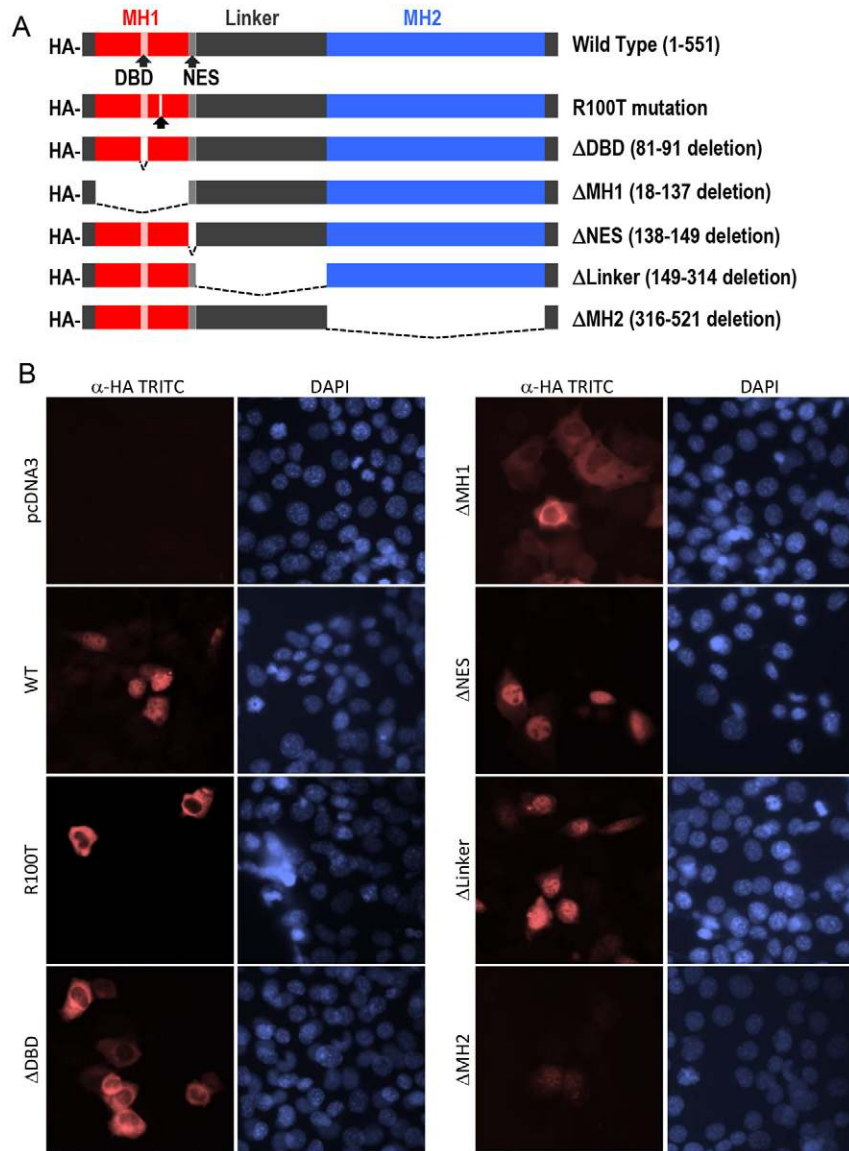 A
MH1 Linker MH2
HA- Wild Type (1-551)
DBD NES
HA- R100T mutation
HA- ΔDBD (81-91 deletion)
HA- ΔMH1 (18-137 deletion)
HA- ΔNES (138-149 deletion)
HA- ΔLinker (149-314 deletion)
HA- ΔMH2 (316-521 deletion)
B
α-HA TRITC DAPI α-HA TRITC DAPI
pcDNA3
WT
R100T
ΔDBD
ΔMH1
ΔNES
ΔLinker
ΔMH2